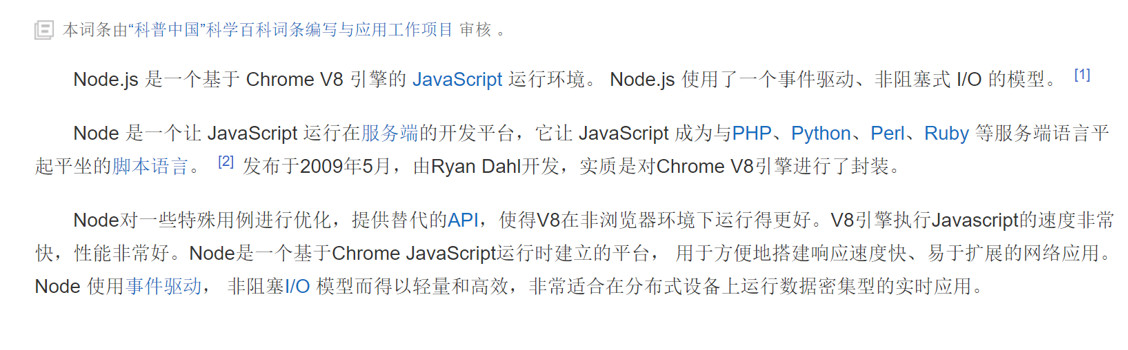 本词条由“科普中国”科学百科词条编写与应用工作项目 审核 。
Node.js 是一个基于 Chrome V8 引擎的 JavaScript 运行环境。 Node.js 使用了一个事件驱动、非阻塞式 I/O 的模型。 [1]
Node 是一个让 JavaScript 运行在服务端的开发平台，它让 JavaScript 成为与PHP、Python、Perl、Ruby 等服务端语言平
起平坐的脚本语言。 [2] 发布于2009年5月，由Ryan Dahl开发，实质是对Chrome V8引擎进行了封装。
Node对一些特殊用例进行优化，提供替代的API，使得V8在非浏览器环境下运行得更好。V8引擎执行Javascript的速度非常
快，性能非常好。Node是一个基于Chrome JavaScript运行时建立的平台， 用于方便地搭建响应速度快、易于扩展的网络应用。
Node 使用事件驱动， 非阻塞I/O 模型而得以轻量和高效，非常适合在分布式设备上运行数据密集型的实时应用。